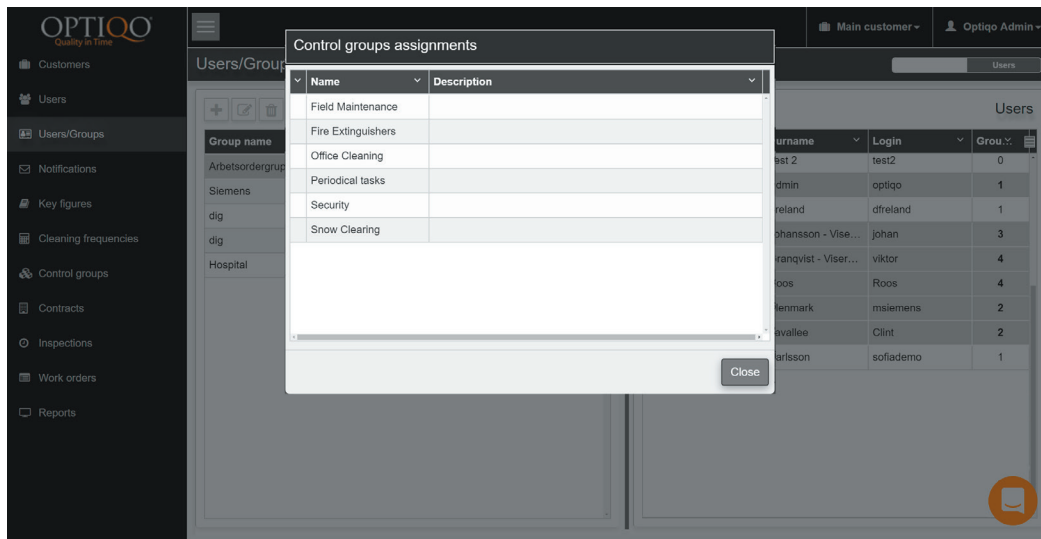 OPTIQO
Quality in Time
Main customer
Optiqo Admin
Customers
Users
Users/Groups
Notifications
Key figures
Cleaning frequencies
Control groups
Contracts
Inspections
Work orders
Reports
Users/Group
Users
Users
Group name
Arbetsordergrup
Siemens
dig
dig
Hospital
Control groups assignments
Name Description
Field Maintenance
Fire Extinguishers
Office Cleaning
Periodical tasks
Security
Snow Clearing
Close
urname Login Grou...
est 2 test2 0
dmin optiqo 1
reland dfreland 1
ohansson - Vise... johan 3
ranqvist - Viser... viktor 4
oos Roos 4
lenmark msiemens 2
avallee Clint 2
arlsson sofiademo 1